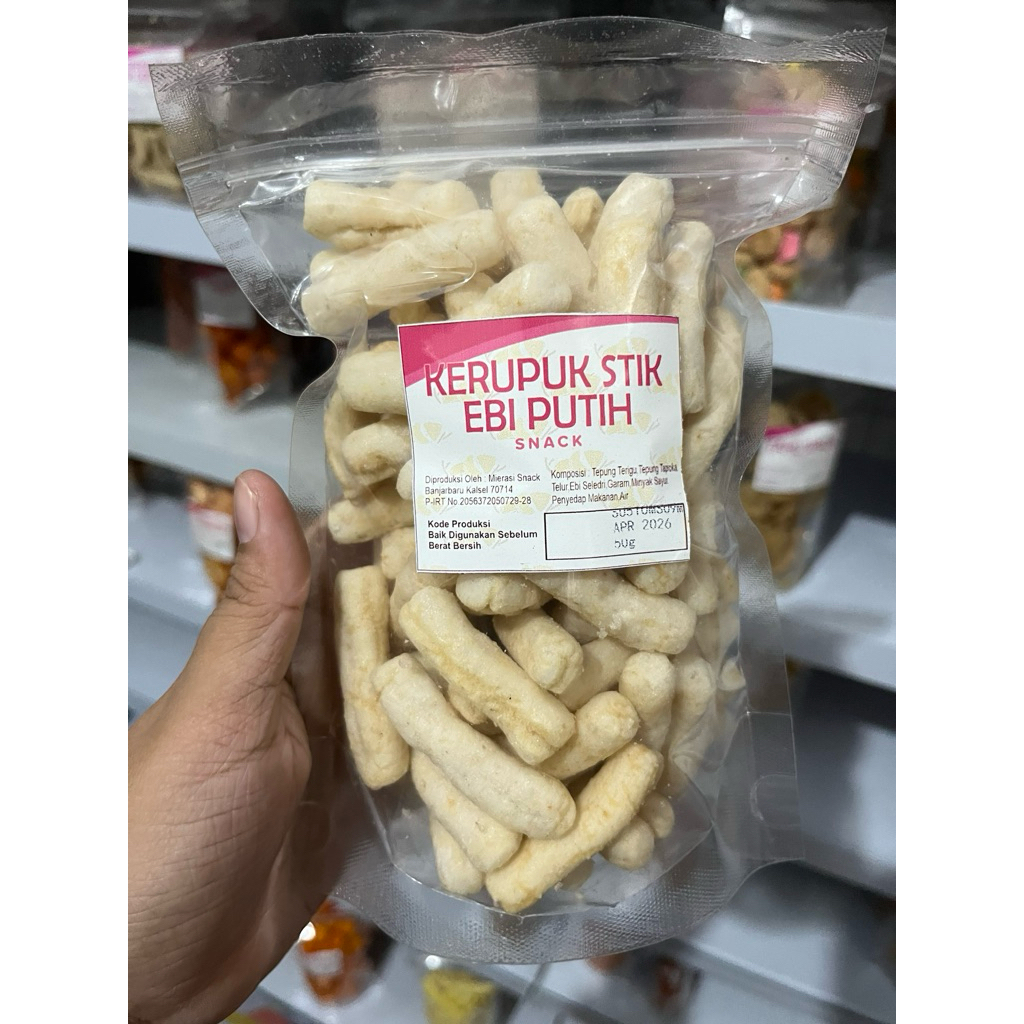 KERUPUK STIK
EBI PUTIH
SNACK
Diproduksi Oleh : Mierasi Snack
Banjarbaru Kalsel 70714
P-IRT No.2056372050729-28
Komposisi : Tepung Terigu,Tepung Tapioka
Telur,Ebi Seledri,Garam,Minyak Sayur
Penyedap Makanan,Air
Kode Produksi
Baik Digunakan Sebelum
Berat Bersih
APR 2026
50g